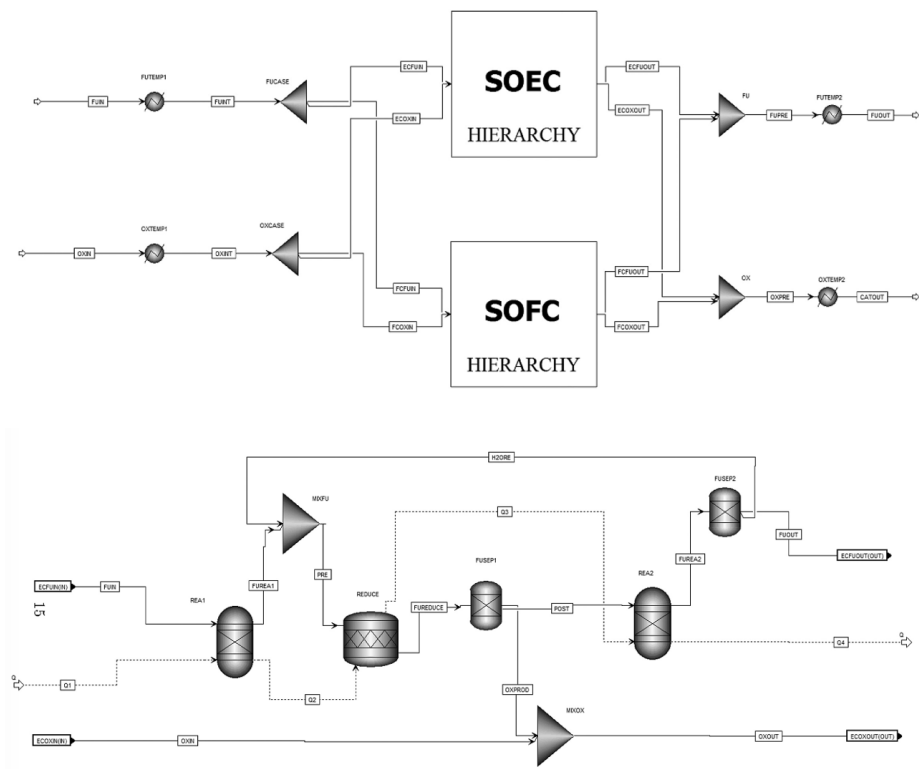 ECFUIN
SOEC
HIERARCHY
ECFUOUT
FUTEMP1
FUCASE
FUIN
FUINT
ECOXIN
ECOXOUT
FU
FUTEMP2
FUPRE
FUOUT
OXTEMP1
OXCASE
OXIN
OXINT
FCFUIN
SOFC
HIERARCHY
FCFUOUT
FCOXIN
FCOXOUT
OX
OXTEMP2
OXPRE
CATOUT
H2ORE
MIXFU
FUSEP2
Q3
PRE
FUSEP1
FUOUT
ECFUOUT(OUT)
ECFUIN(IN)
FUIN
FUREA1
REDUCE
FUREDUCE
REA2
FUREA2
REA1
POST
15
Q
Q1
Q2
Q4
Q
OXPROD
MIXOX
ECOXIN(IN)
OXIN
OXOUT
ECOXOUT(OUT)